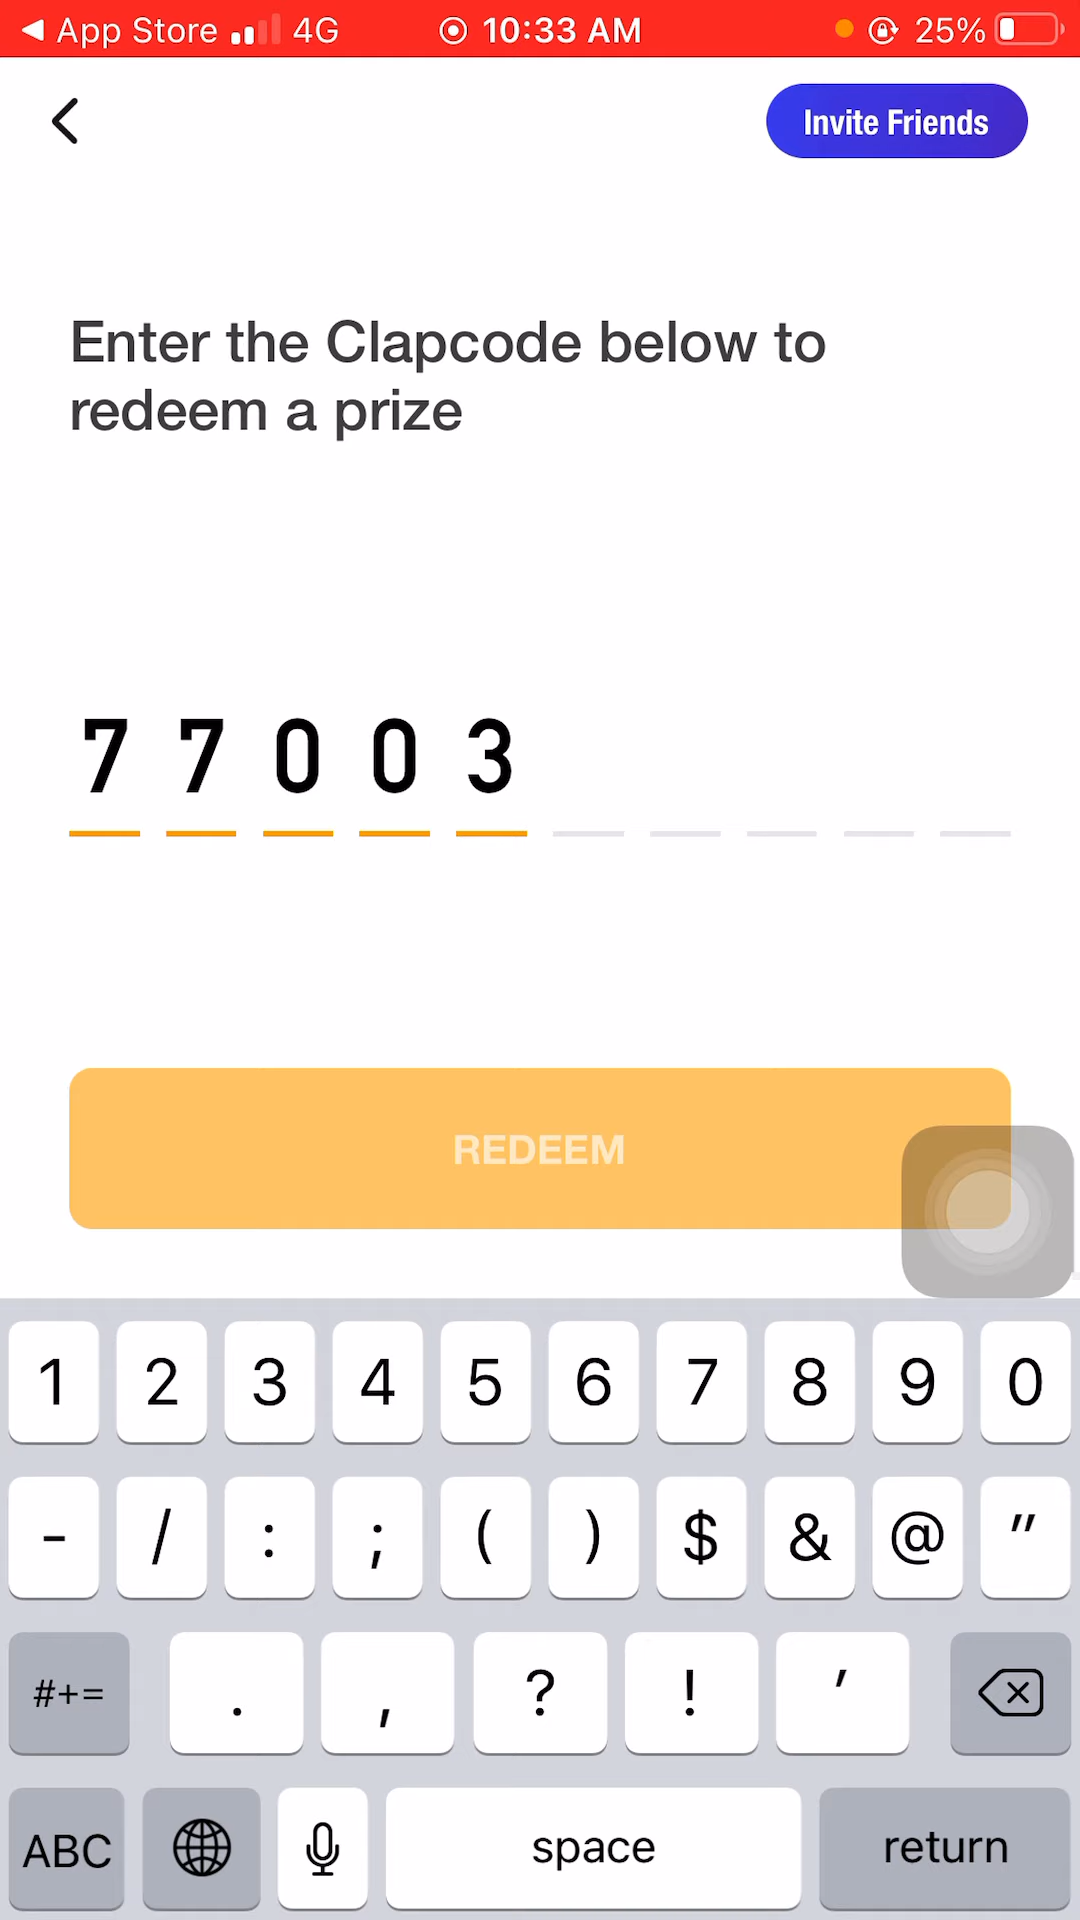 App Store 4G 10:33 AM 25%
Invite Friends
Enter the Clapcode below to
redeem a prize
7 7 0 0 3
REDEEM
1 2 3 4 5 6 7 8 9 0
- / : ; ( ) $ & @ "
#+= . , ? ! '
ABC space return